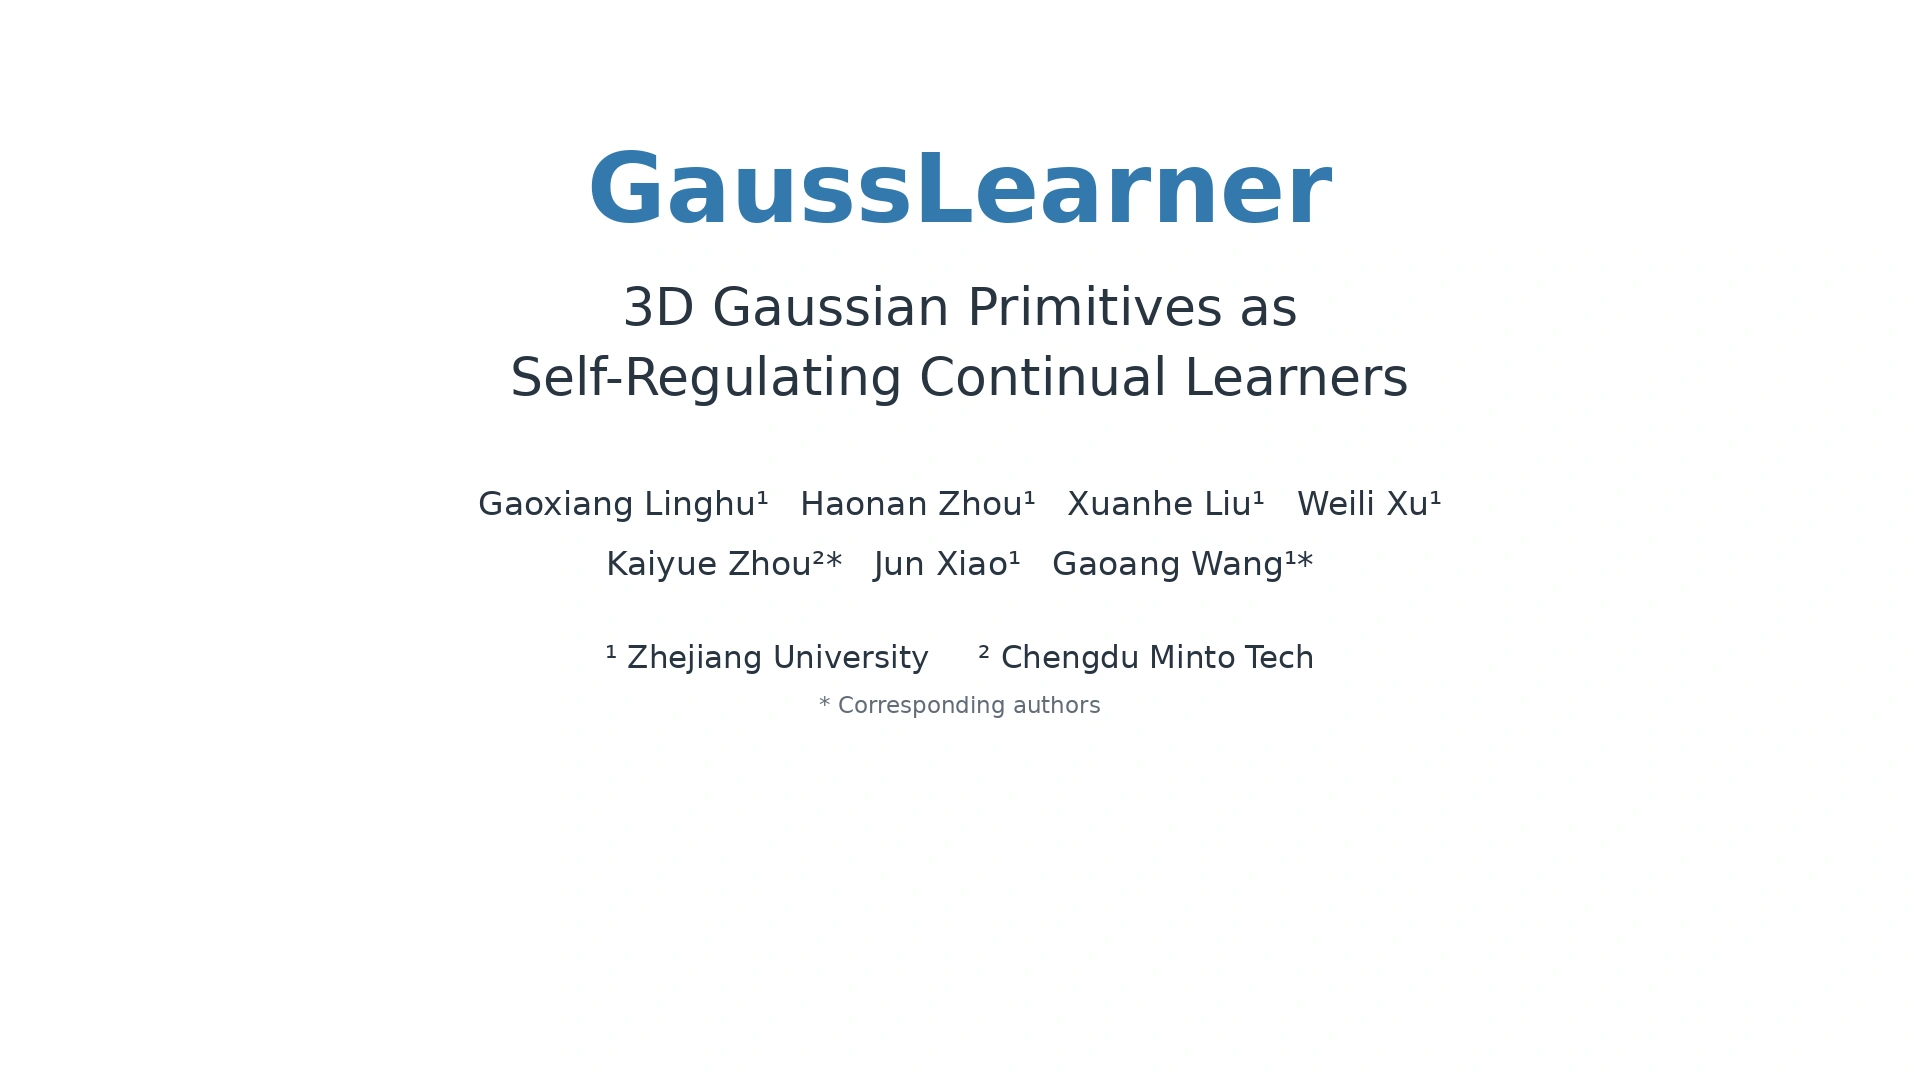 GaussLearner
3D Gaussian Primitives as
Self-Regulating Continual Learners
Gaoxiang Linghu¹ Haonan Zhou¹ Xuanhe Liu¹ Weili Xu¹
Kaiyue Zhou²* Jun Xiao¹ Gaoang Wang¹*
¹ Zhejiang University ² Chengdu Minto Tech
* Corresponding authors